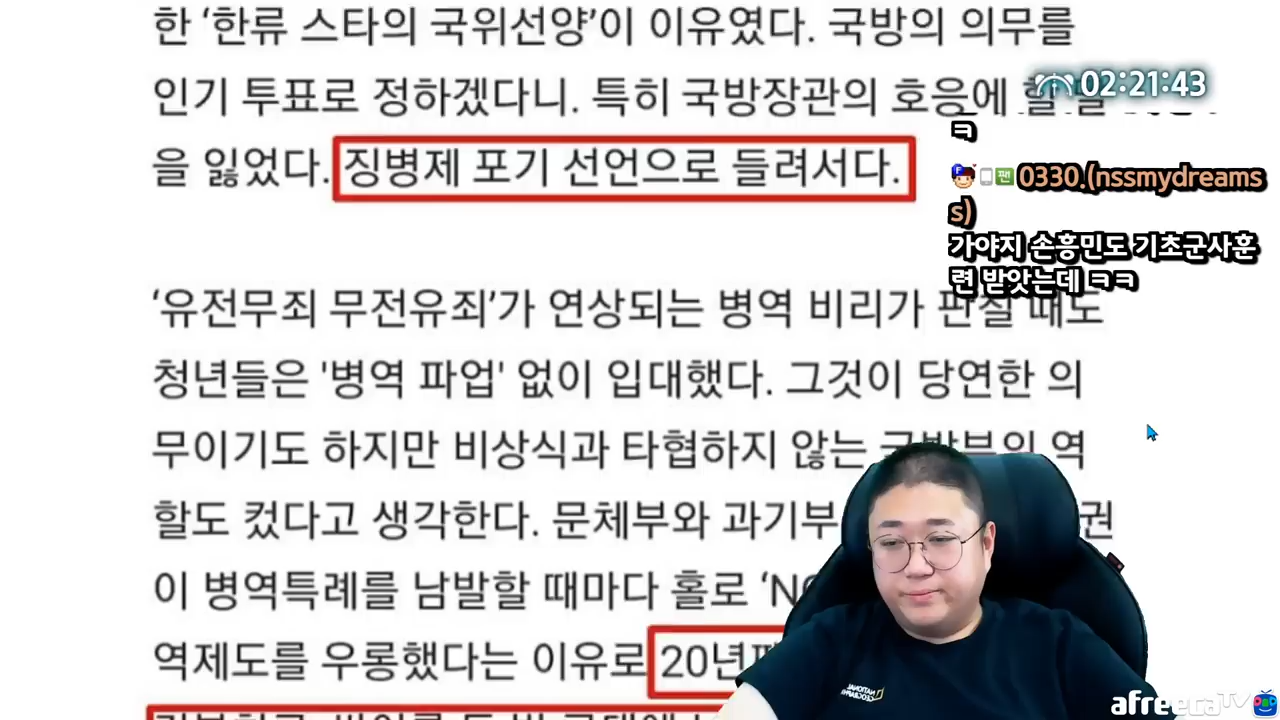 한 ‘한류 스타의 국위선양’이 이유였다. 국방의 의무를
인기 투표로 정하겠다니. 특히 국방장관의 호응에 할 말
을 잃었다. 징병제 포기 선언으로 들려서다.
‘유전무죄 무전유죄’가 연상되는 병역 비리가 판칠 때도
청년들은 '병역 파업' 없이 입대했다. 그것이 당연한 의
무이기도 하지만 비상식과 타협하지 않는 국방부의 역
할도 컸다고 생각한다. 문체부와 과기부 권
이 병역특례를 남발할 때마다 홀로 ‘N
역제도를 우롱했다는 이유로 20년
02:21:43
ㅋ
0330.(nssmydreams
s)
가야지 손흥민도 기초군사훈
련 받앗는데 ㅋㅋ
NATIONAL
GEOGRAPHIC
afreecaTV